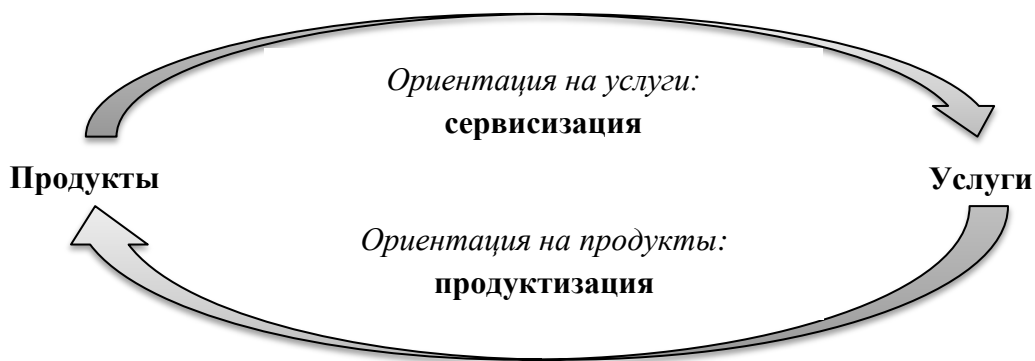 Ориентация на услуги:
сервисизация
Продукты
Услуги
Ориентация на продукты:
продуктизация